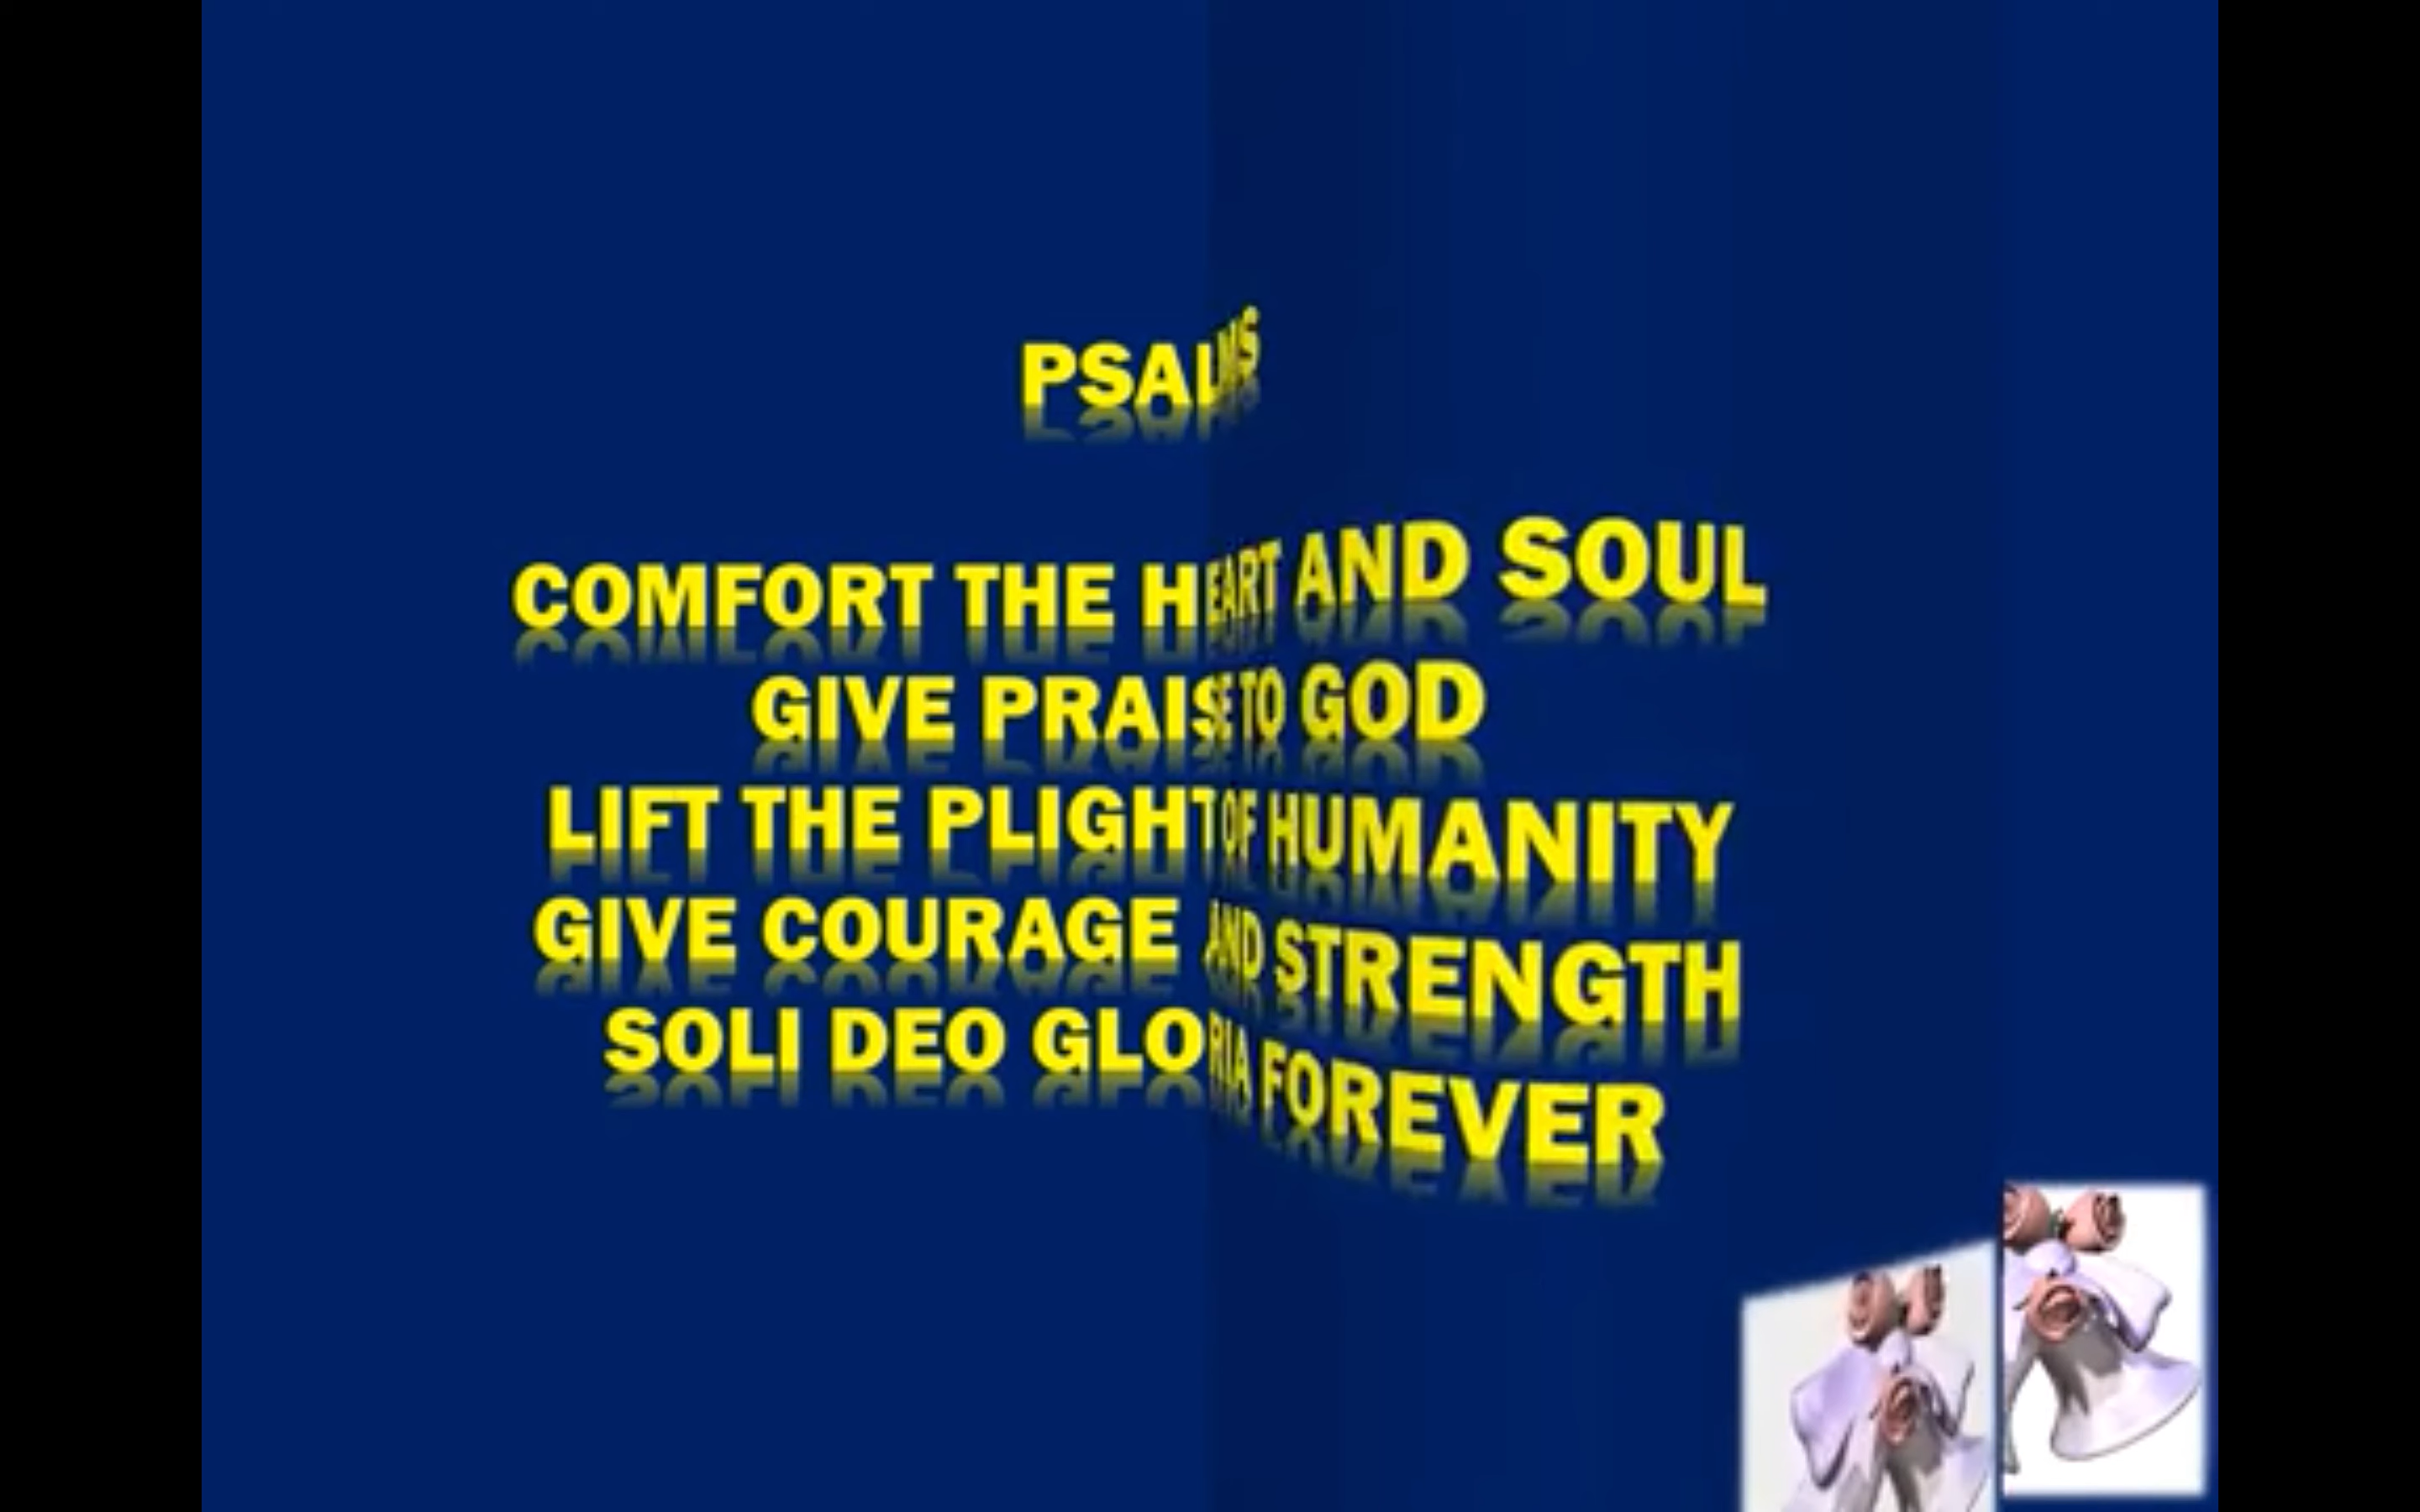 PSALMS
COMFORT THE HEART AND SOUL
GIVE PRAISE TO GOD
LIFT THE PLIGHT OF HUMANITY
GIVE COURAGE AND STRENGTH
SOLI DEO GLORIA FOREVER